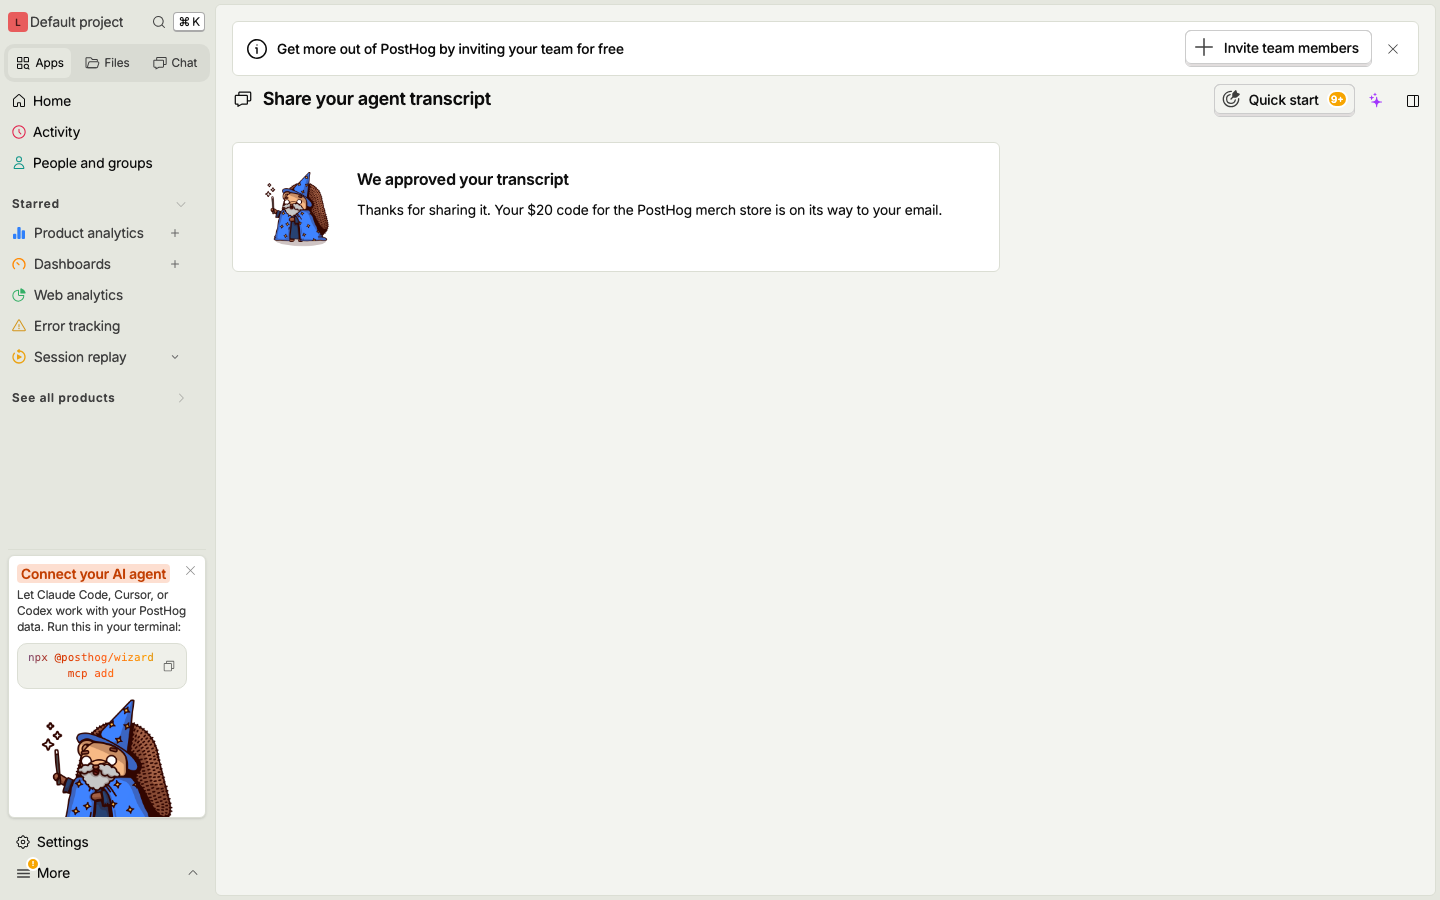 L Default project ⌘ K
Apps Files Chat
Home
Activity
People and groups
Starred
Product analytics
Dashboards
Web analytics
Error tracking
Session replay
See all products
Connect your AI agent
Let Claude Code, Cursor, or
Codex work with your PostHog
data. Run this in your terminal:
npx @posthog/wizard
mcp add
Settings
! More
Get more out of PostHog by inviting your team for free
Invite team members
Share your agent transcript
Quick start 9+
We approved your transcript
Thanks for sharing it. Your $20 code for the PostHog merch store is on its way to your email.